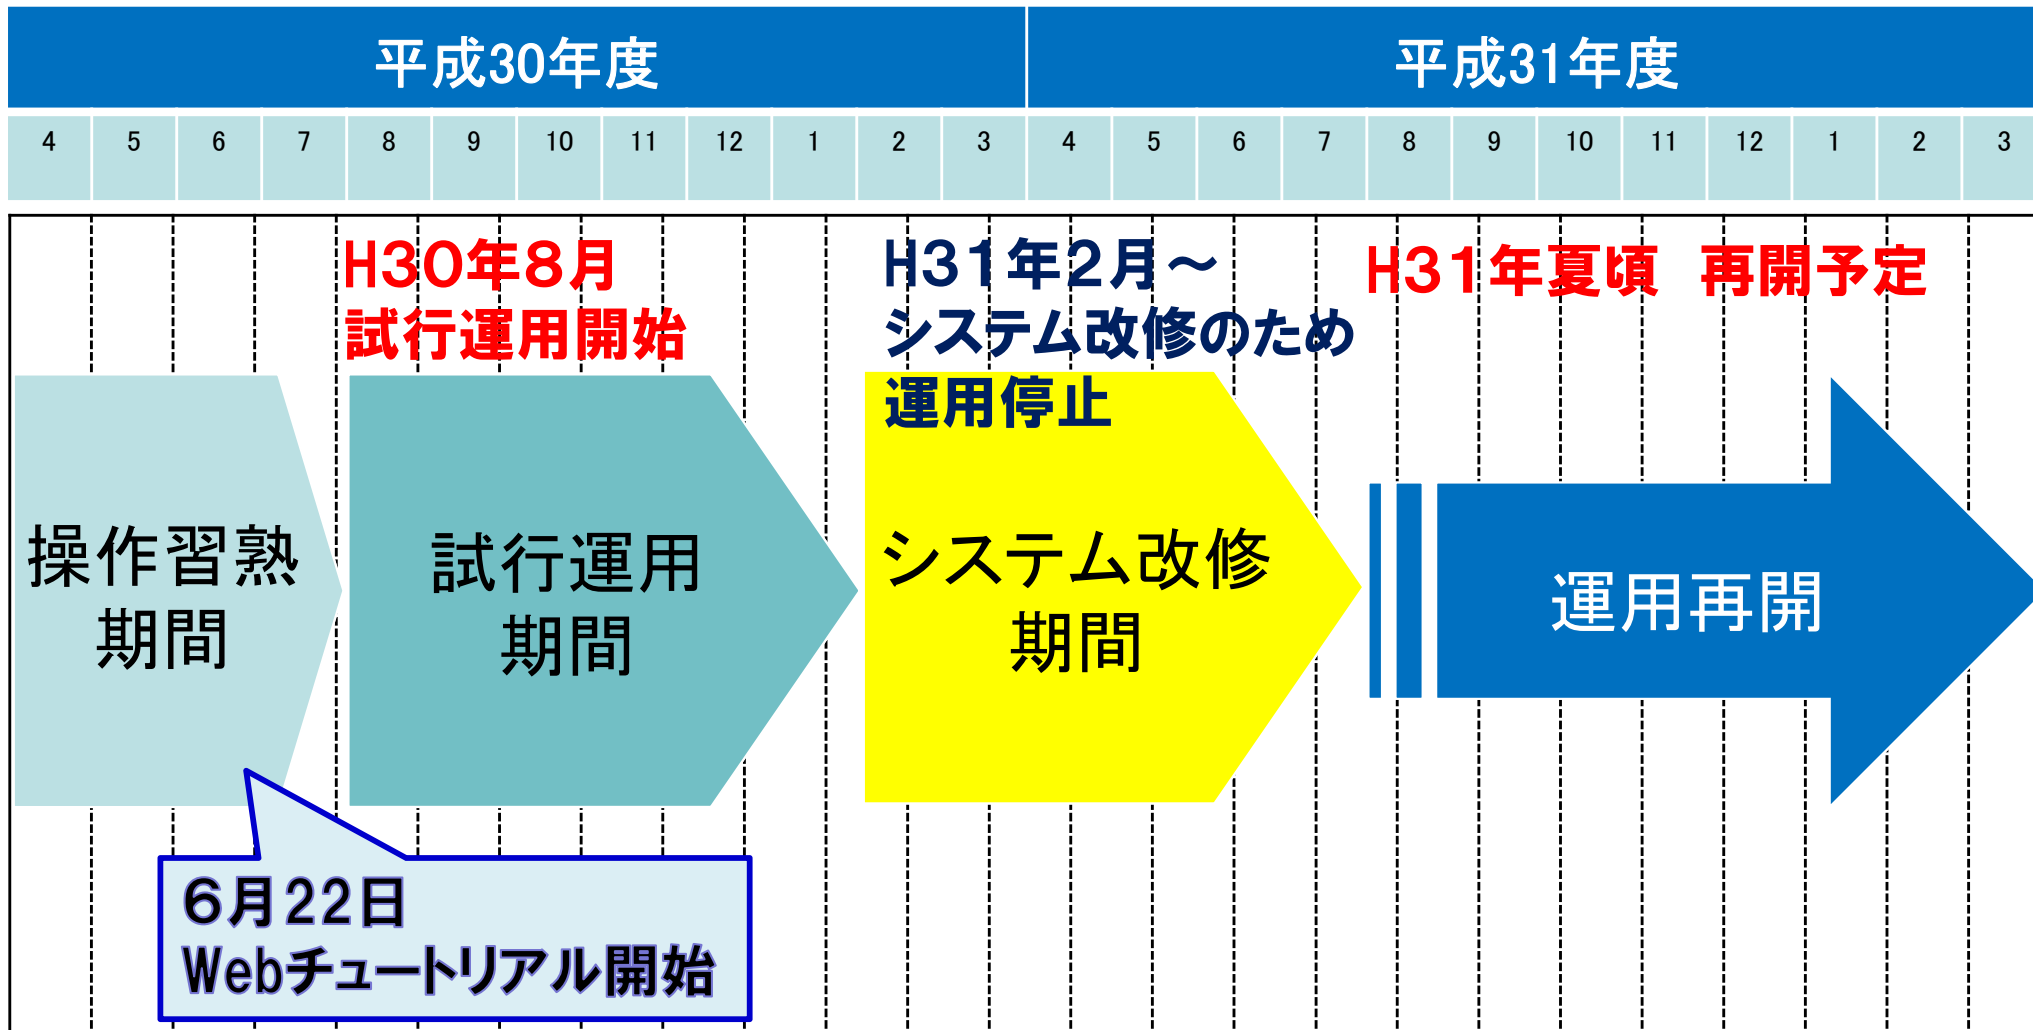 平成30年度
平成31年度
4 5 6 7 8 9 10 11 12 1 2 3 4 5 6 7 8 9 10 11 12 1 2 3
H30年8月
試行運用開始
H31年2月～
システム改修のため
運用停止
H31年夏頃　再開予定
操作習熟
期間
試行運用
期間
システム改修
期間
運用再開
6月22日
Webチュートリアル開始